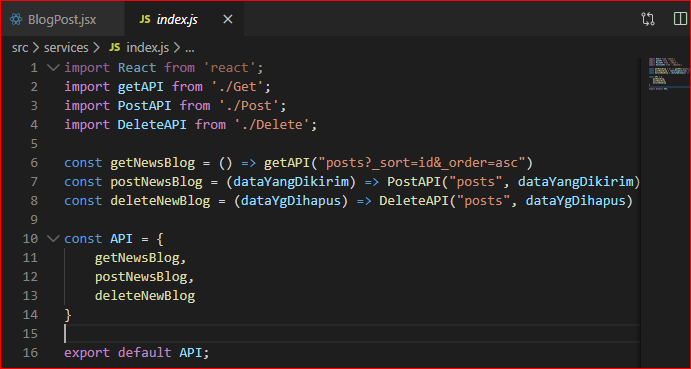 BlogPost.jsx JS index.js
src > services > JS index.js > ...
1 import React from 'react';
2 import getAPI from './Get';
3 import PostAPI from './Post';
4 import DeleteAPI from './Delete';
5
6 const getNewsBlog = () => getAPI("posts?_sort=id&_order=asc")
7 const postNewsBlog = (dataYangDikirim) => PostAPI("posts", dataYangDikirim)
8 const deleteNewBlog = (dataYgDihapus) => DeleteAPI("posts", dataYgDihapus)
9
10 const API = {
11 getNewsBlog,
12 postNewsBlog,
13 deleteNewBlog
14 }
15
16 export default API;